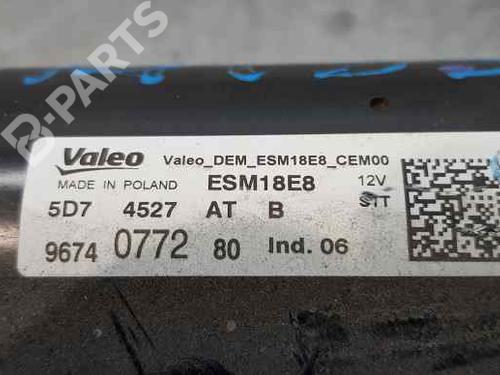 B-PARTS
Valeo Valeo_DEM_ESM18E8_CEM00
MADE IN POLAND ESM18E8 12V
5D7 4527 AT B STT
9674 0772 80 Ind. 06